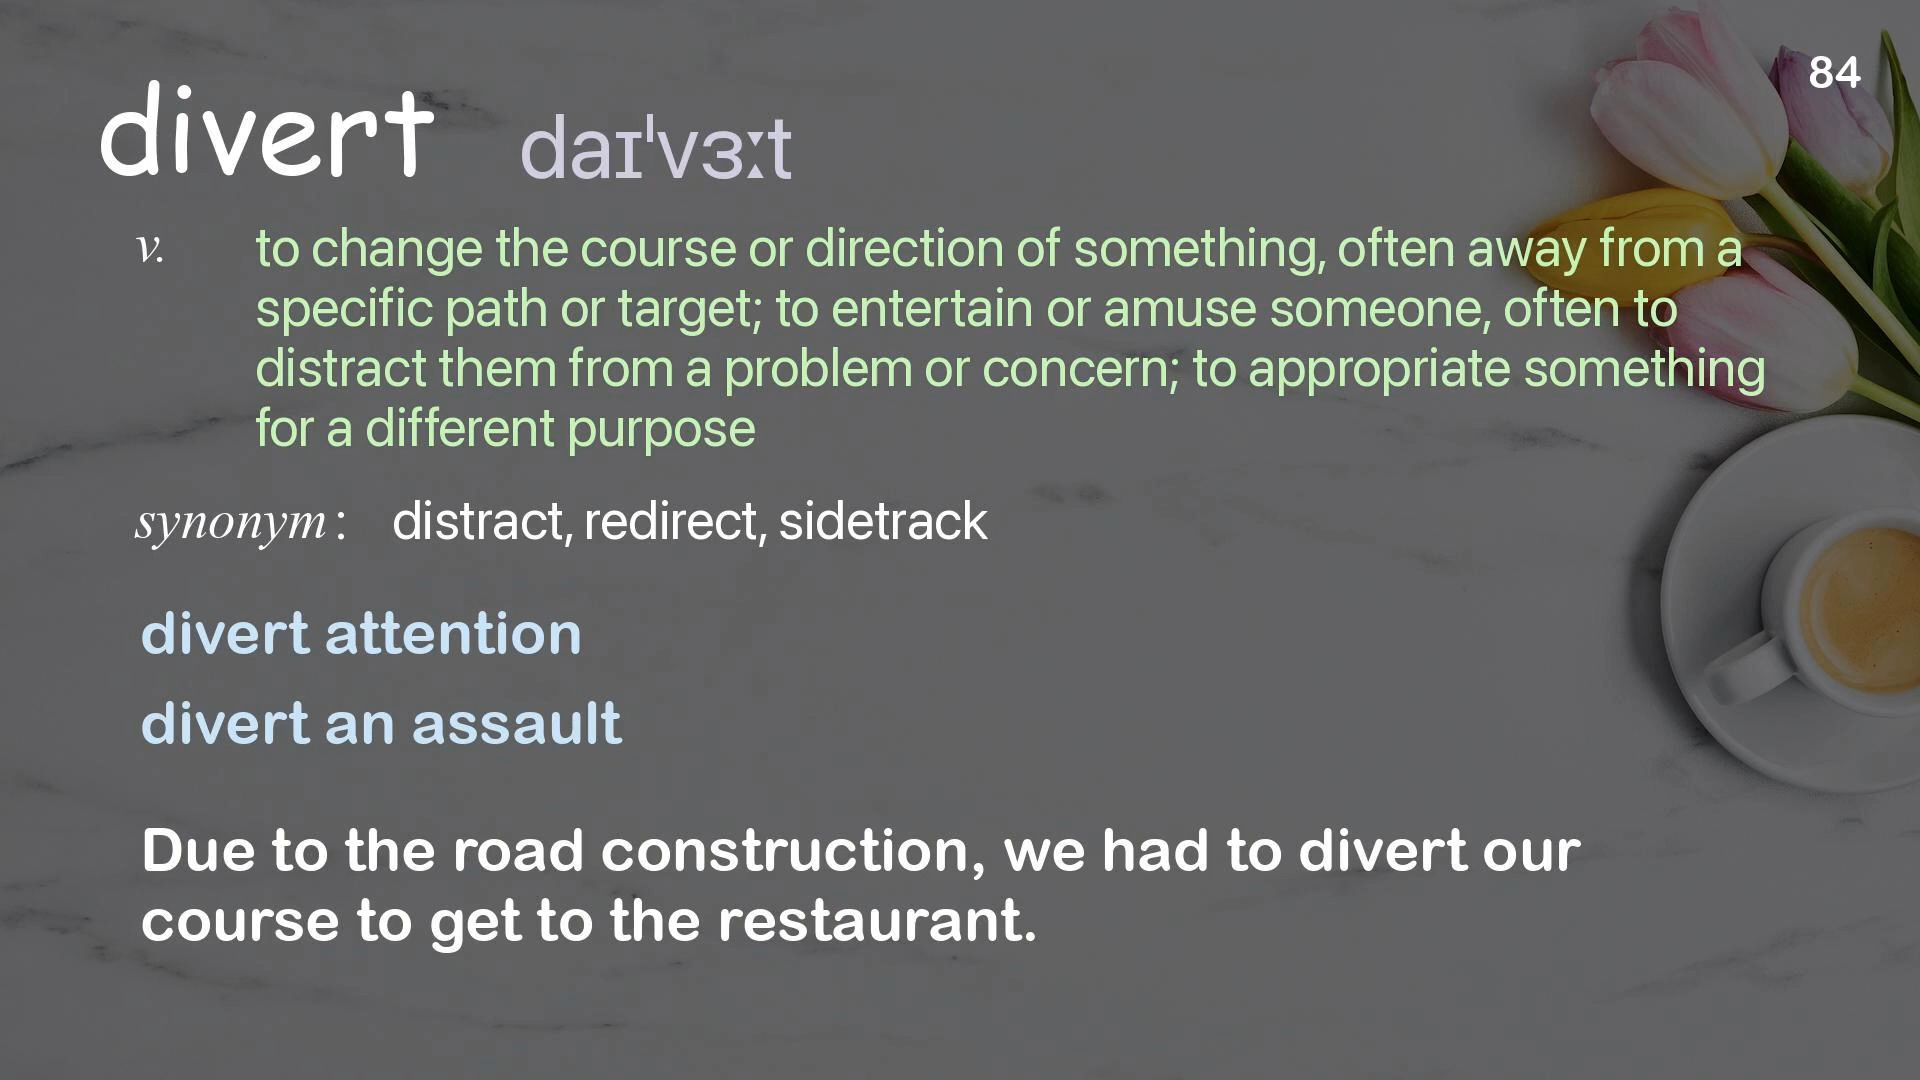 84
divert daɪˈvɜːt
v. to change the course or direction of something, often away from a
specific path or target; to entertain or amuse someone, often to
distract them from a problem or concern; to appropriate something
for a different purpose
synonym: distract, redirect, sidetrack
divert attention
divert an assault
Due to the road construction, we had to divert our
course to get to the restaurant.